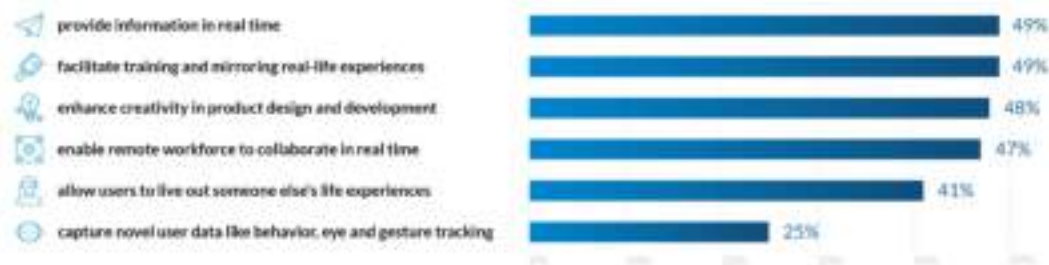 provide information in real time 49%
facilitate training and mirroring real-life experiences 49%
enhance creativity in product design and development 48%
enable remote workforce to collaborate in real time 47%
allow users to live out someone else's life experiences 41%
capture novel user data like behavior, eye and gesture tracking 25%